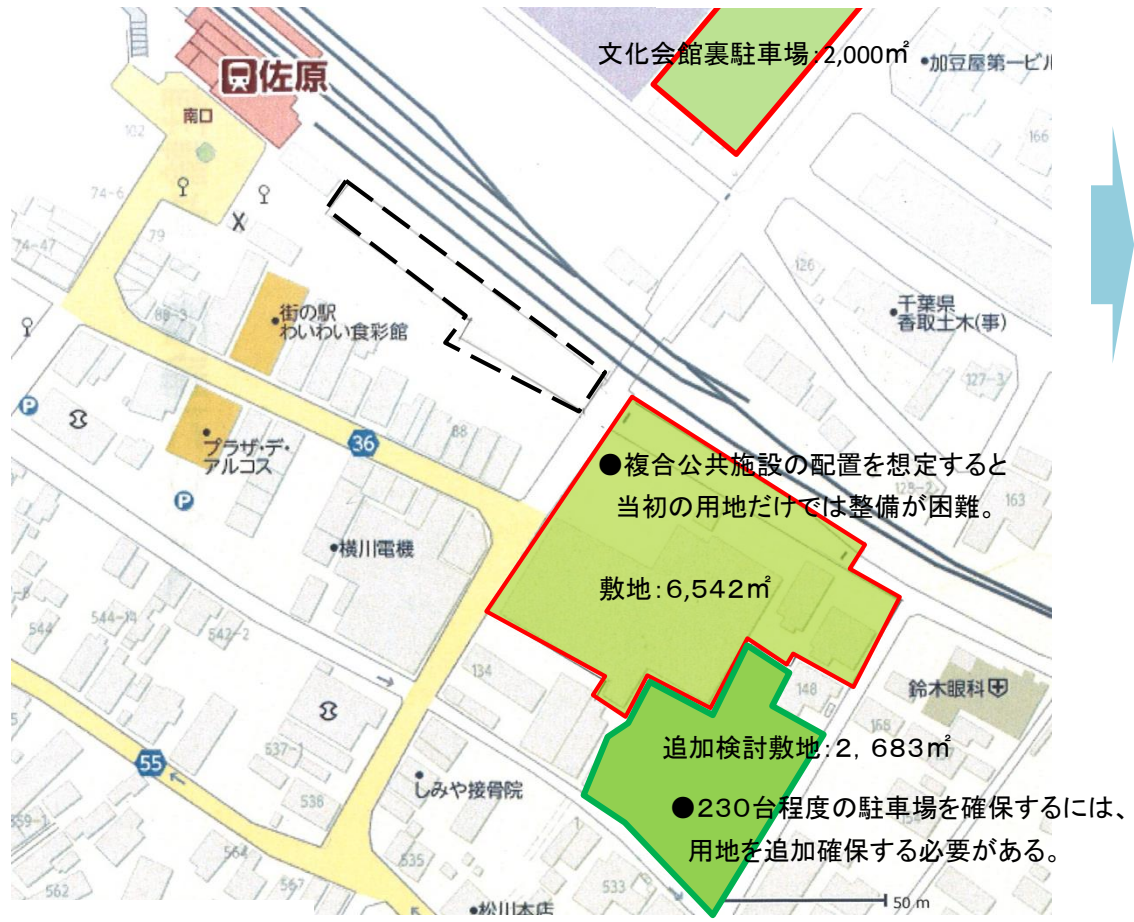 文化会館裏駐車場:2,000㎡
加豆屋第一ビル
佐原
南口
102
166
74-6
79
74-47
126
街の駅
わいわい食彩館
88-3
千葉県
香取土木(事)
127-3
プラザ・デ・
アルコス
36
88
●複合公共施設の配置を想定すると
当初の用地だけでは整備が困難。
128-2
163
横川電機
敷地:6,542㎡
544-14
544
542-2
134
148
鈴木眼科
168
537-1
追加検討敷地:2,683㎡
55
しみや接骨院
538
●230台程度の駐車場を確保するには、
用地を追加確保する必要がある。
559-1
564
535
1
562
567
533
松川本店
50 m